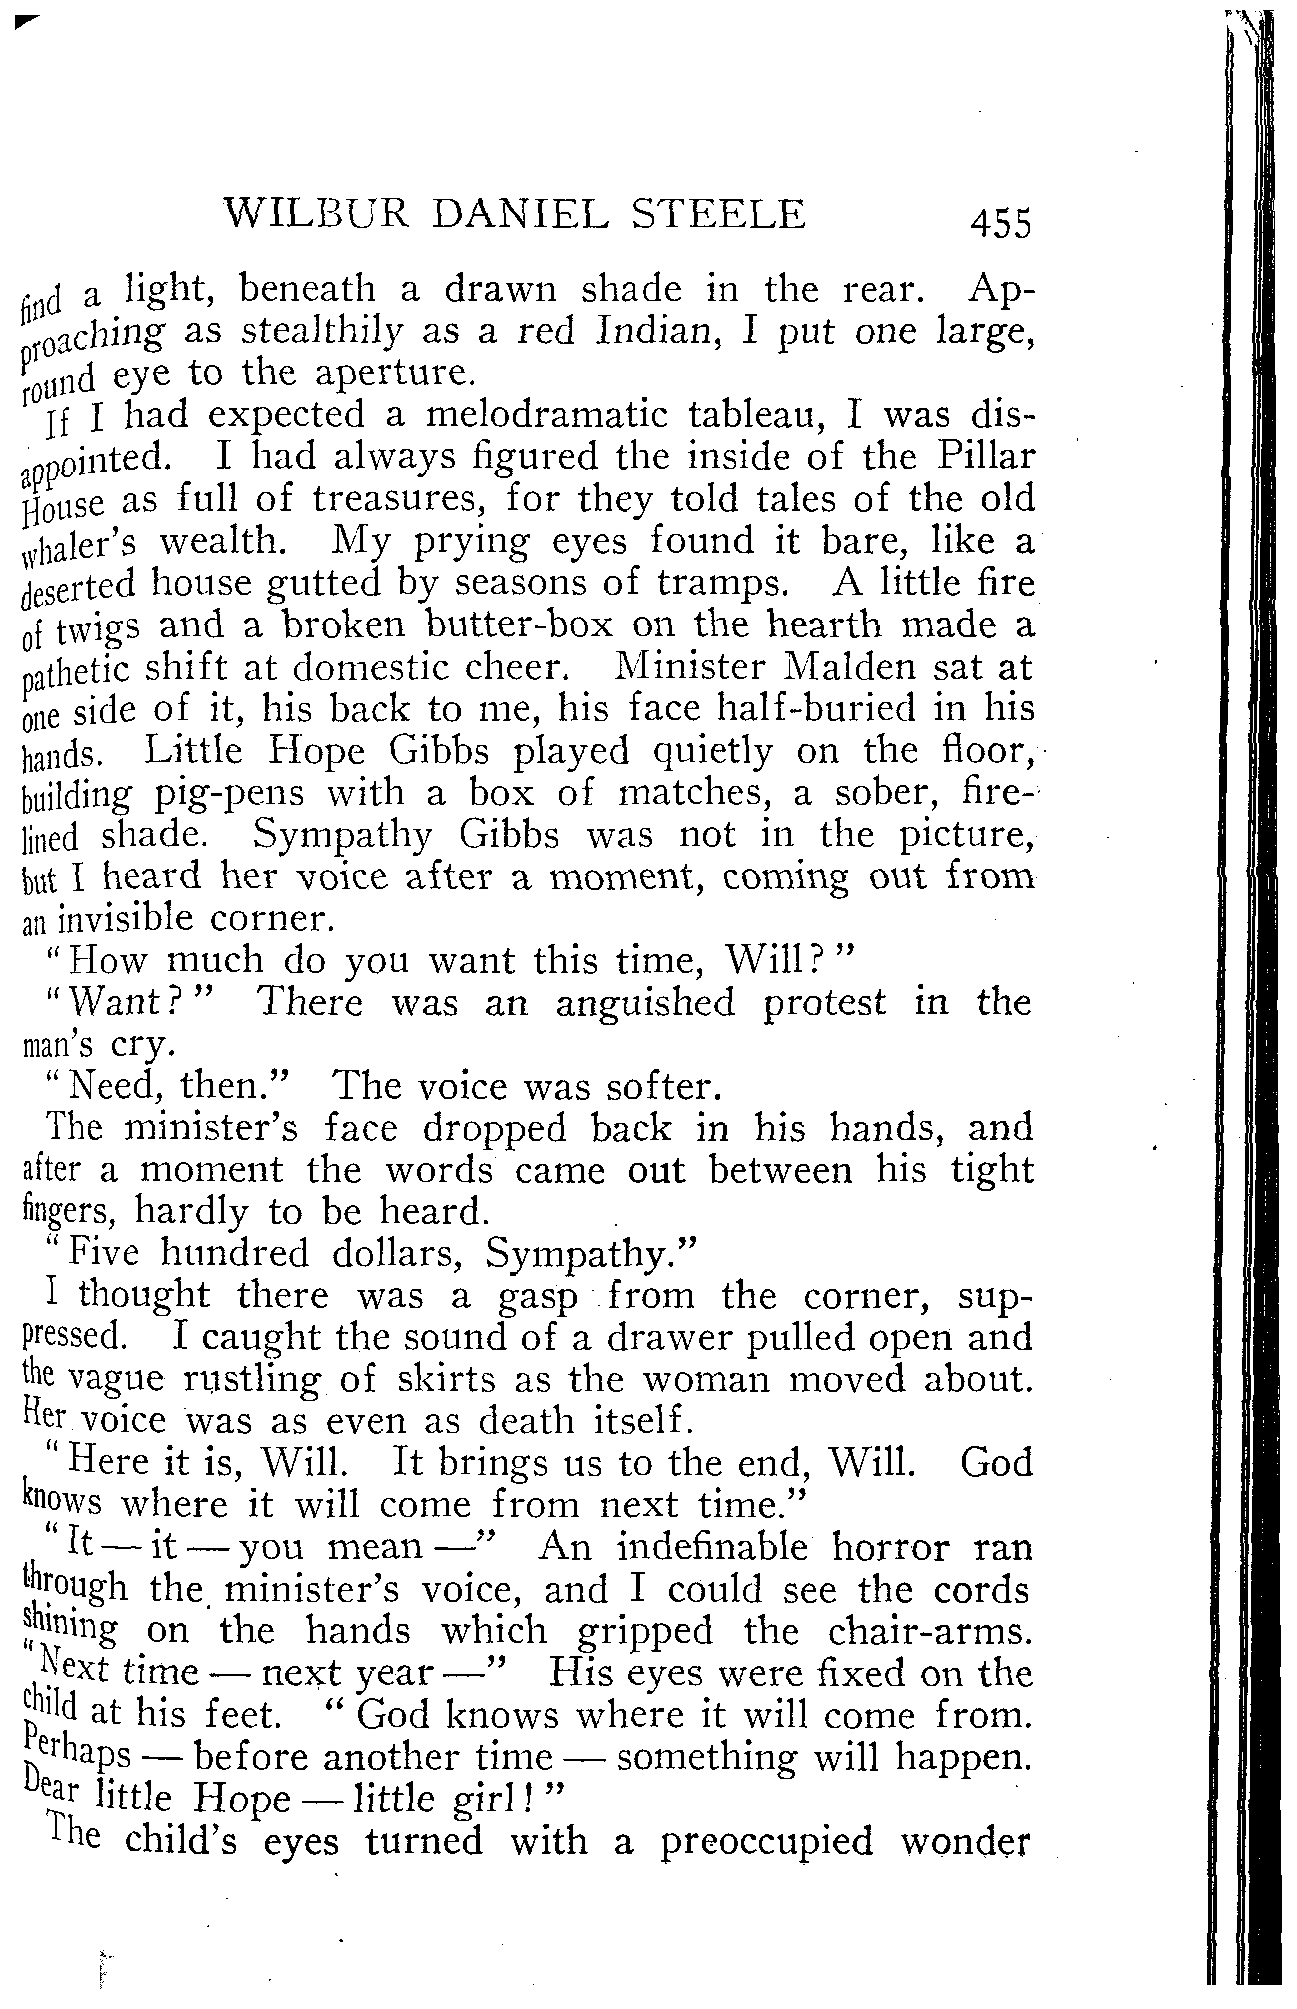 WILBUR DANIEL STEELE 455
find a light, beneath a drawn shade in the rear. Ap-
proaching as stealthily as a red Indian, I put one large,
round eye to the aperture.
If I had expected a melodramatic tableau, I was dis-
appointed. I had always figured the inside of the Pillar
House as full of treasures, for they told tales of the old
whaler's wealth. My prying eyes found it bare, like a
deserted house gutted by seasons of tramps. A little fire
of twigs and a broken butter-box on the hearth made a
pathetic shift at domestic cheer. Minister Malden sat at
one side of it, his back to me, his face half-buried in his
hands. Little Hope Gibbs played quietly on the floor,
building pig-pens with a box of matches, a sober, fire-
lined shade. Sympathy Gibbs was not in the picture,
but I heard her voice after a moment, coming out from
an invisible corner.
"How much do you want this time, Will?"
"Want?" There was an anguished protest in the
man's cry.
"Need, then." The voice was softer.
The minister's face dropped back in his hands, and
after a moment the words came out between his tight
fingers, hardly to be heard.
"Five hundred dollars, Sympathy."
I thought there was a gasp from the corner, sup-
pressed. I caught the sound of a drawer pulled open and
the vague rustling of skirts as the woman moved about.
Her voice was as even as death itself.
"Here it is, Will. It brings us to the end, Will. God
knows where it will come from next time."
"It — it — you mean —" An indefinable horror ran
through the minister's voice, and I could see the cords
shining on the hands which gripped the chair-arms.
"Next time — next year —" His eyes were fixed on the
child at his feet. "God knows where it will come from.
Perhaps — before another time — something will happen.
Dear little Hope — little girl!"
The child's eyes turned with a preoccupied wonder